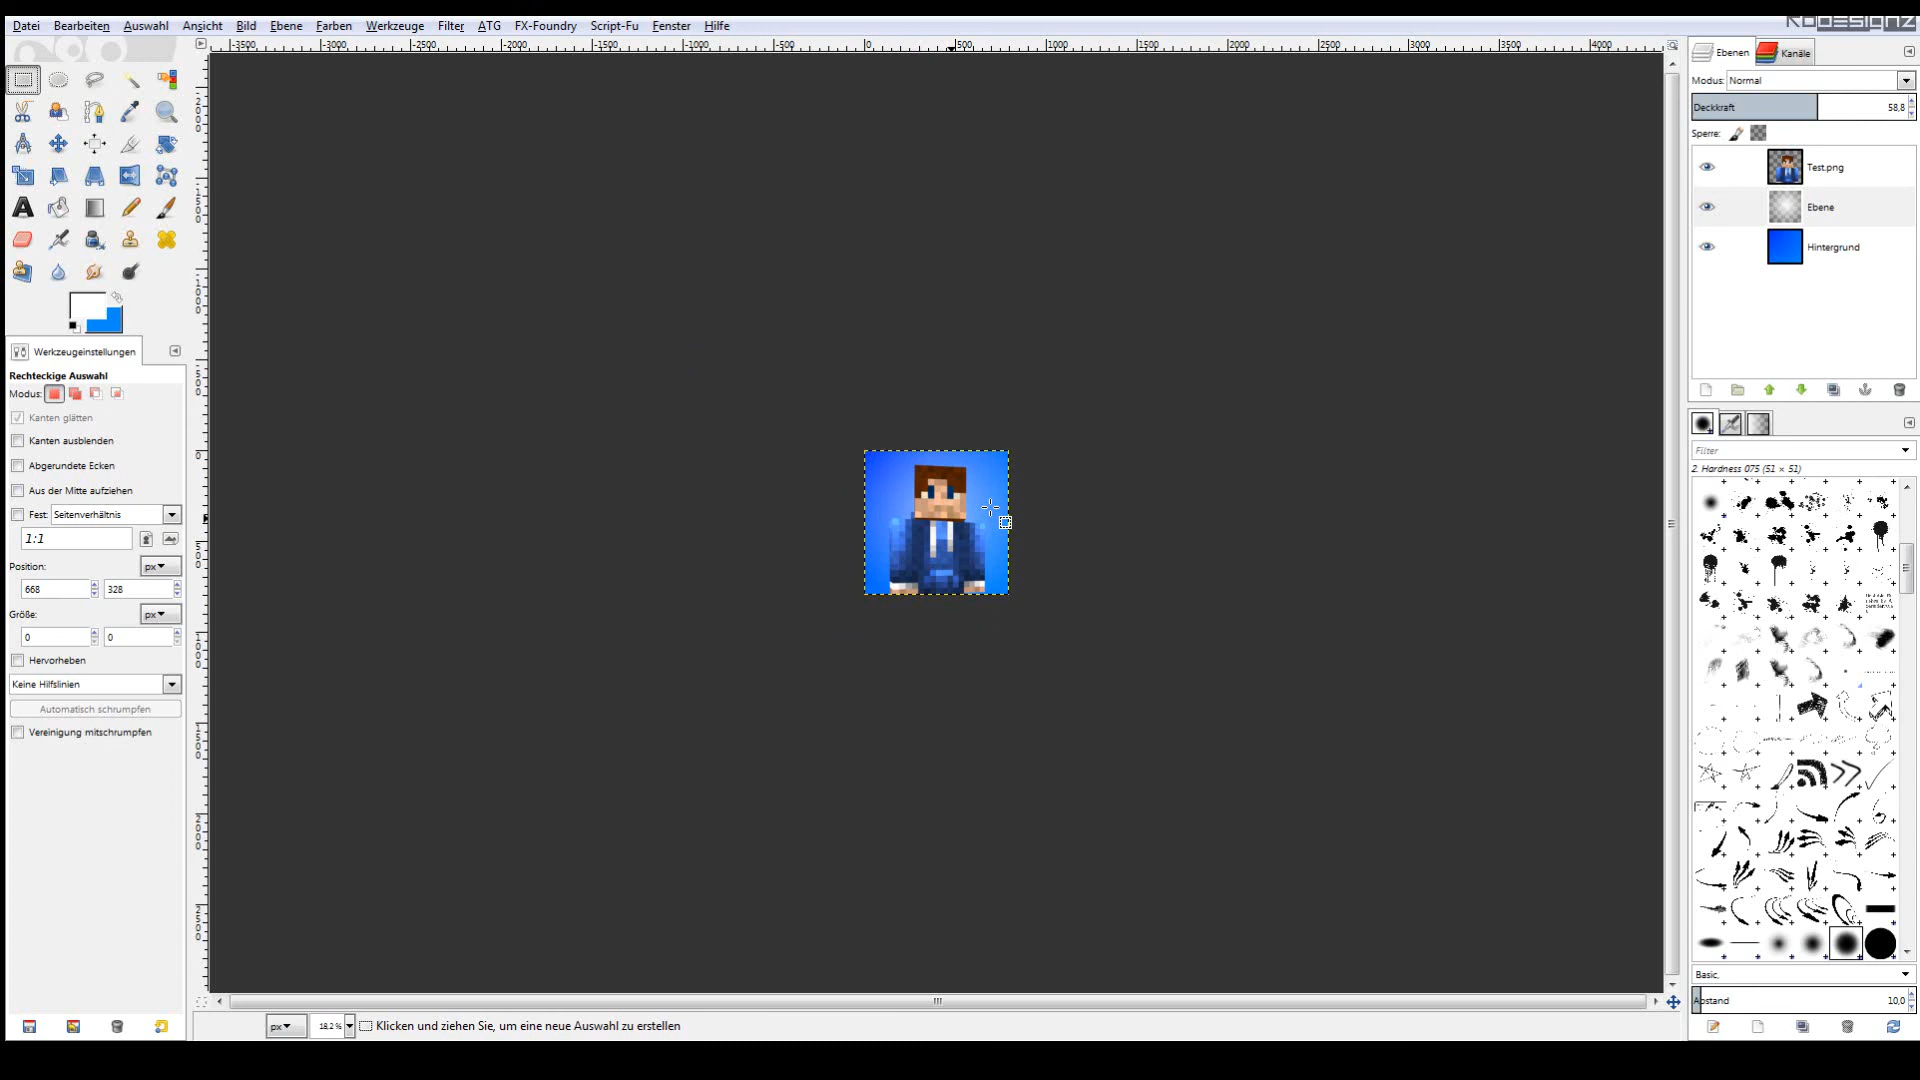 KODESIGNZ
Datei Bearbeiten Auswahl Ansicht Bild Ebene Farben Werkzeuge Filter ATG FX-Foundry Script-Fu Fenster Hilfe
-3500 -3000 -2500 -2000 -1500 -1000 -500 0 500 1000 1500 2000 2500 3000 3500 4000
Ebenen Kanäle
Modus: Normal
Deckkraft 58,8
Sperre:
Test.png
Ebene
Hintergrund
Werkzeugeinstellungen
Rechteckige Auswahl
Modus:
Kanten glätten
Kanten ausblenden
Abgerundete Ecken
Aus der Mitte aufziehen
Fest: Seitenverhältnis
1:1
Position: px
668 328
Größe: px
0 0
Hervorheben
Keine Hilfslinien
Automatisch schrumpfen
Vereinigung mitschrumpfen
Filter
2. Hardness 075 (51 × 51)
Basic,
Abstand 10,0
px 18,2 % Klicken und ziehen Sie, um eine neue Auswahl zu erstellen